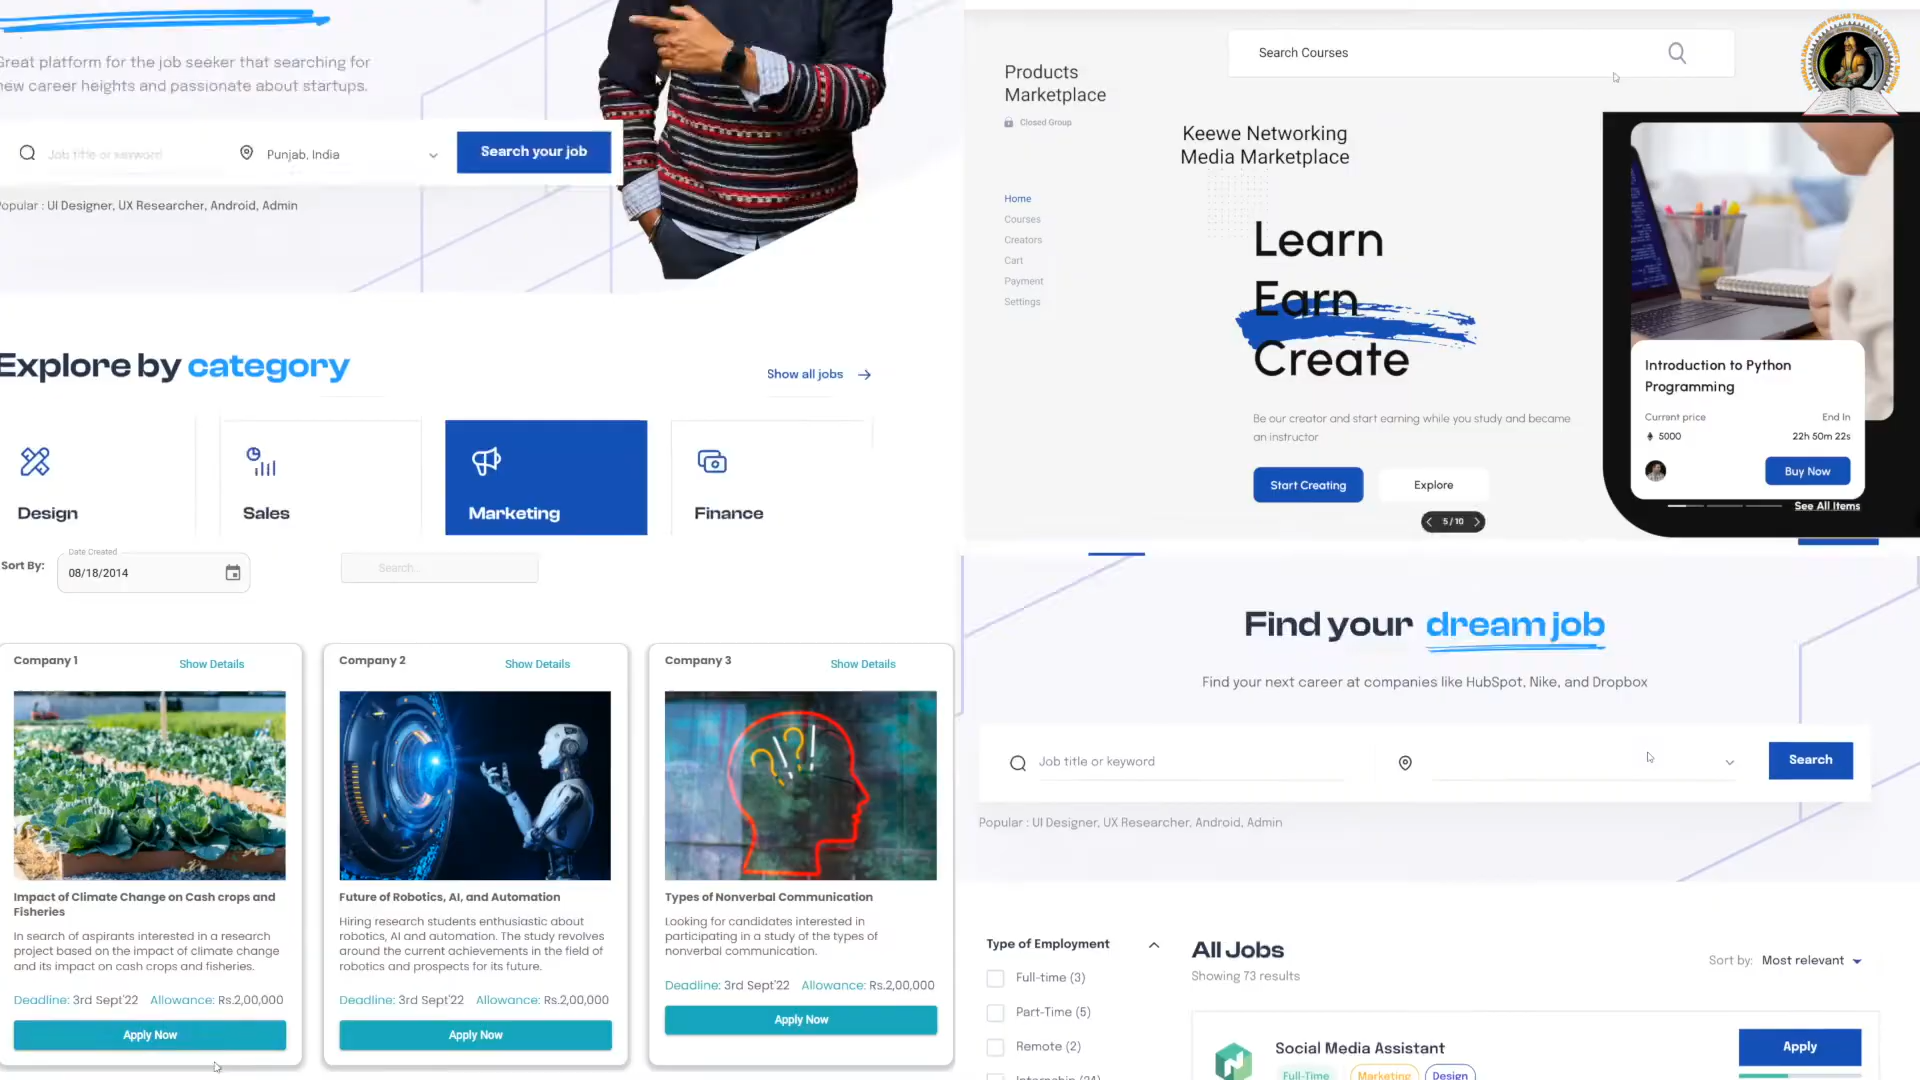 Great platform for the job seeker that searching for
new career heights and passionate about startups.
Job title or keyword
Punjab, India
Search your job
Popular : UI Designer, UX Researcher, Android, Admin
Explore by category
Show all jobs
Design
Sales
Marketing
Finance
Sort By:
Date Created
08/18/2014
Search...
Company 1
Show Details
Impact of Climate Change on Cash crops and
Fisheries
In search of aspirants interested in a research
project based on the impact of climate change
and its impact on cash crops and fisheries.
Deadline: 3rd Sept'22 Allowance: Rs.2,00,000
Apply Now
Company 2
Show Details
Future of Robotics, AI, and Automation
Hiring research students enthusiastic about
robotics, AI and automation. The study revolves
around the current achievements in the field of
robotics and prospects for its future.
Deadline: 3rd Sept'22 Allowance: Rs.2,00,000
Apply Now
Company 3
Show Details
Types of Nonverbal Communication
Looking for candidates interested in
participating in a study of the types of
nonverbal communication.
Deadline: 3rd Sept'22 Allowance: Rs.2,00,000
Apply Now
Search Courses
Products
Marketplace
Closed Group
Keewe Networking
Media Marketplace
Home
Courses
Creators
Cart
Payment
Settings
Learn
Earn
Create
Be our creator and start earning while you study and became
an instructor
Start Creating
Explore
5 / 10
Introduction to Python
Programming
Current price
End In
5000
22h 50m 22s
Buy Now
See All Items
Find your dream job
Find your next career at companies like HubSpot, Nike, and Dropbox
Job title or keyword
Search
Popular : UI Designer, UX Researcher, Android, Admin
Type of Employment
Full-time (3)
Part-Time (5)
Remote (2)
All Jobs
Showing 73 results
Sort by: Most relevant
Social Media Assistant
Full-Time
Marketing
Design
Apply